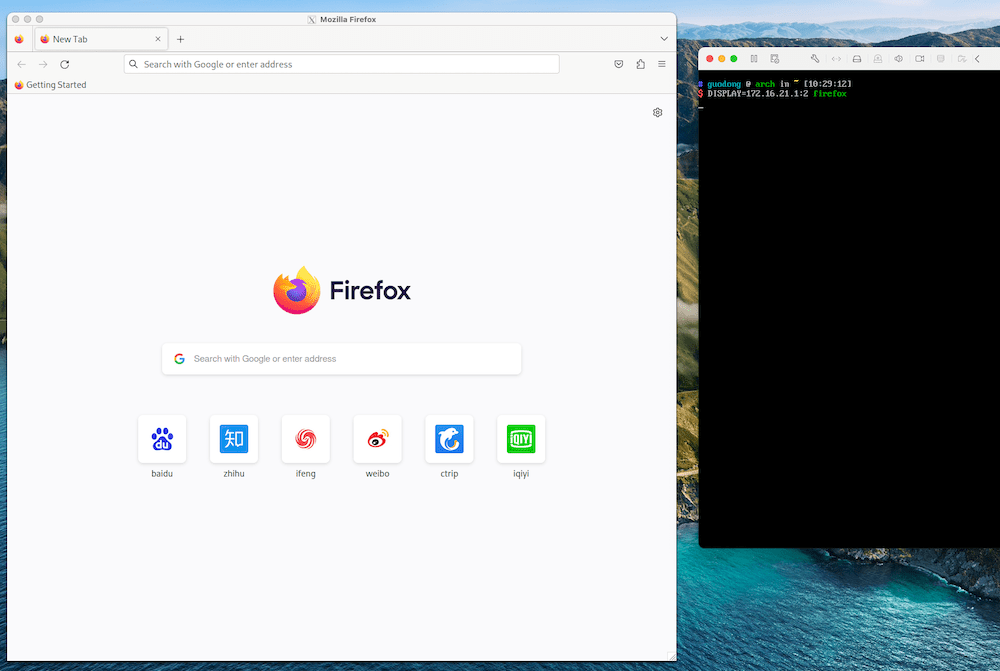 Mozilla Firefox
New Tab
Search with Google or enter address
Getting Started
Firefox
Search with Google or enter address
du
知
iQIYI
baidu
zhihu
ifeng
weibo
ctrip
iqiyi
# guodong @ arch in ~ [10:29:12]
$ DISPLAY=172.16.21.1:2 firefox